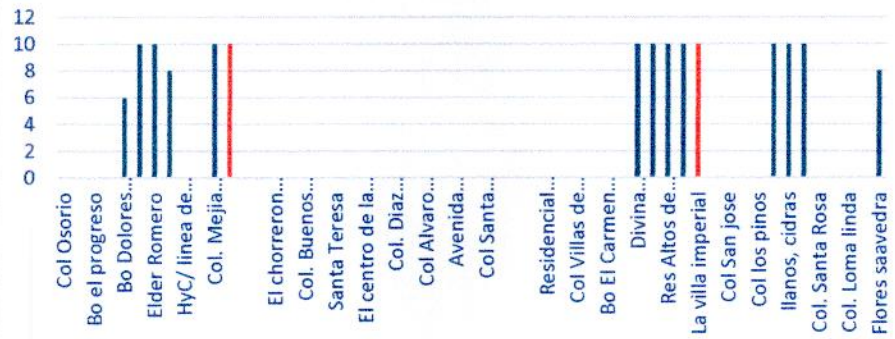 12
10
8
6
4
2
0
Col Osorio
Bo el progreso
Bo Dolores...
Elder Romero
HyC/ linea de...
Col. Mejia...
El chorreron...
Col. Buenos...
Santa Teresa
El centro de la...
Col. Diaz...
Col Alvaro...
Avenida...
Col Santa...
Residencial...
Col Villas de...
Bo El Carmen...
Divina...
Res Altos de...
La villa imperial
Col San jose
Col los pinos
llanos, cidras
Col. Santa Rosa
Col. Loma linda
Flores saavedra